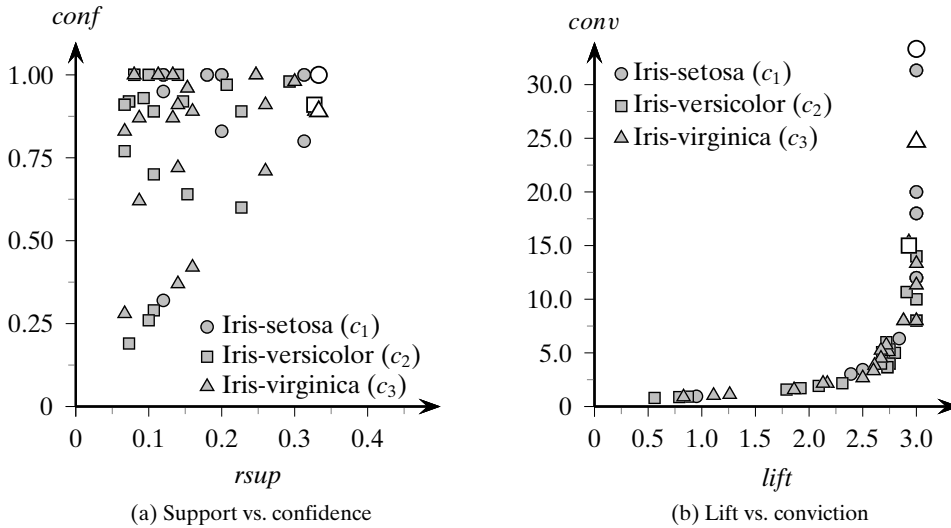 conf
1.00
0.75
0.50
0.25
0
0 0.1 0.2 0.3 0.4
rsup
Iris-setosa (c1)
Iris-versicolor (c2)
Iris-virginica (c3)
(a) Support vs. confidence
conv
30.0
25.0
20.0
15.0
10.0
5.0
0
0 0.5 1.0 1.5 2.0 2.5 3.0
lift
Iris-setosa (c1)
Iris-versicolor (c2)
Iris-virginica (c3)
(b) Lift vs. conviction